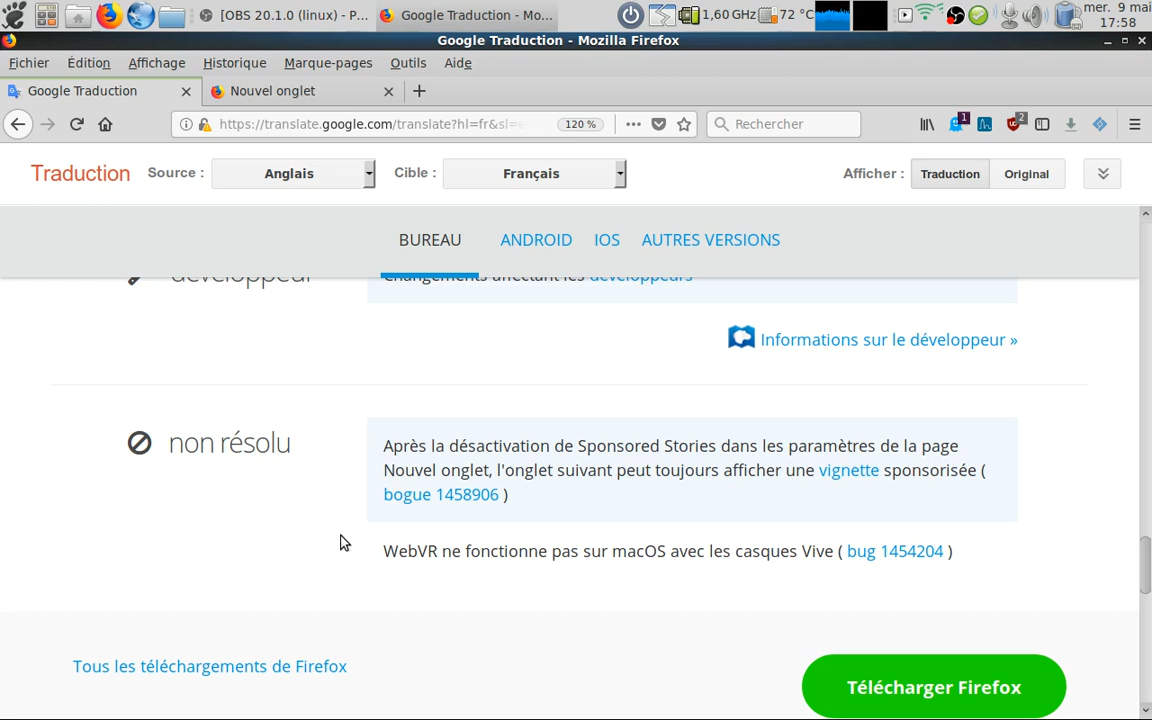 [OBS 20.1.0 (linux) - P...
Google Traduction - Mo...
1,60 GHz
72 °C
mer. 9 mai
17:58
Google Traduction - Mozilla Firefox
Fichier Édition Affichage Historique Marque-pages Outils Aide
Google Traduction
Nouvel onglet
https://translate.google.com/translate?hl=fr&sl=
120 %
Rechercher
1
2
Traduction
Source :
Anglais
Cible :
Français
Afficher :
Traduction
Original
BUREAU ANDROID IOS AUTRES VERSIONS
développeur
Changements affectant les développeurs
Informations sur le développeur »
non résolu
Après la désactivation de Sponsored Stories dans les paramètres de la page
Nouvel onglet, l'onglet suivant peut toujours afficher une vignette sponsorisée (
bogue 1458906 )
WebVR ne fonctionne pas sur macOS avec les casques Vive ( bug 1454204 )
Tous les téléchargements de Firefox
Télécharger Firefox